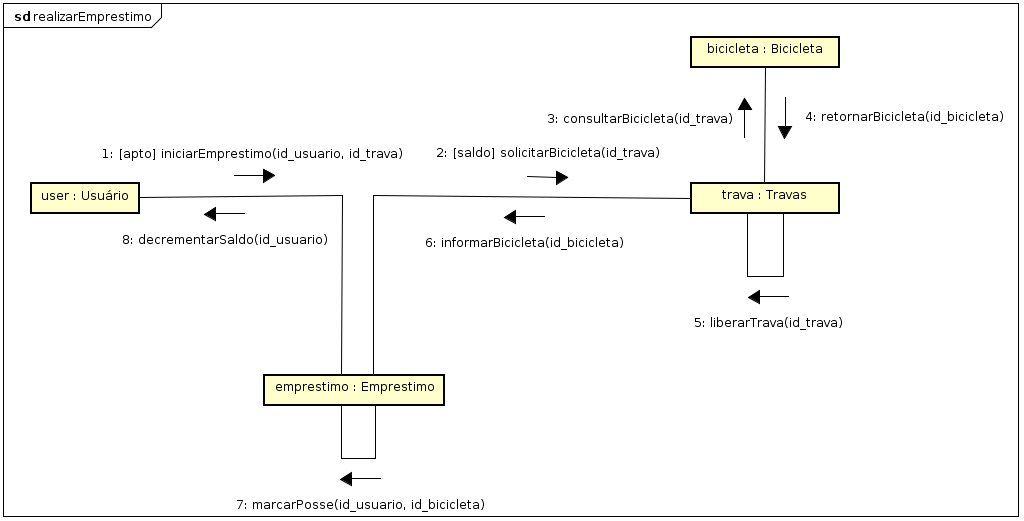 sd realizarEmprestimo
bicicleta : Bicicleta
3: consultarBicicleta(id_trava)
4: retornarBicicleta(id_bicicleta)
1: [apto] iniciarEmprestimo(id_usuario, id_trava)
2: [saldo] solicitarBicicleta(id_trava)
user : Usuário
trava : Travas
8: decrementarSaldo(id_usuario)
6: informarBicicleta(id_bicicleta)
5: liberarTrava(id_trava)
emprestimo : Emprestimo
7: marcarPosse(id_usuario, id_bicicleta)